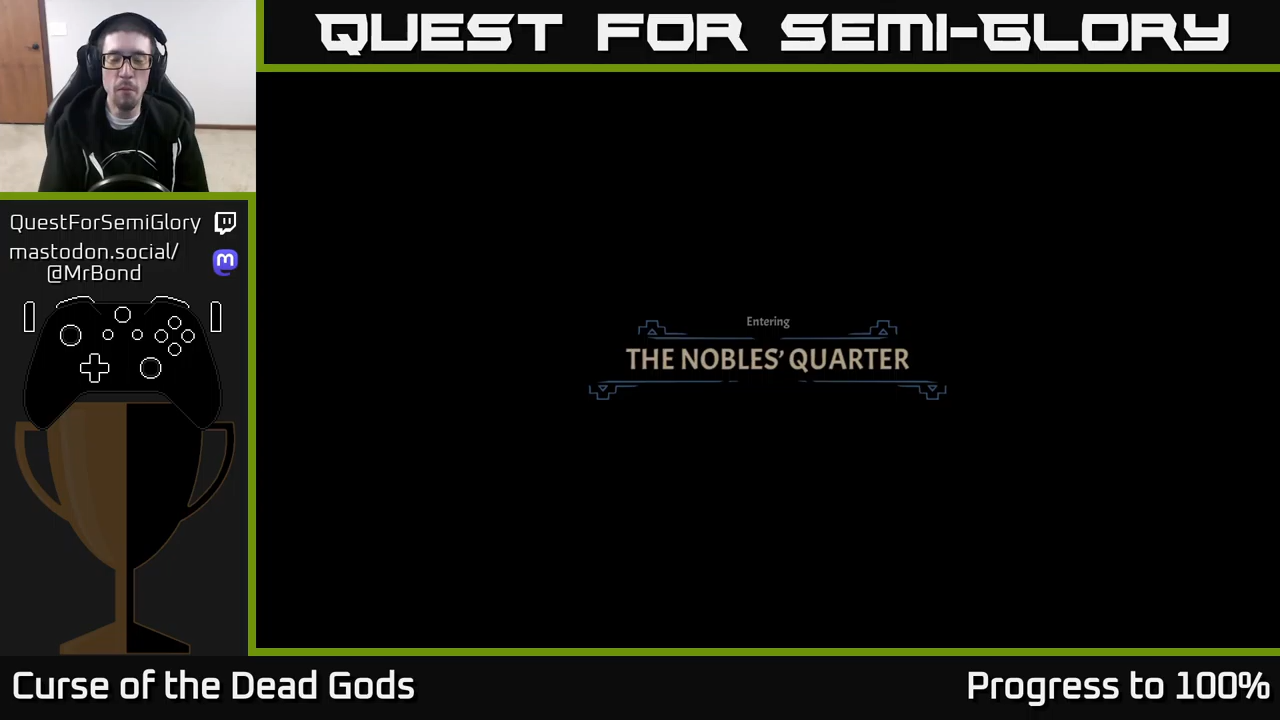 QUEST FOR SEMI-GLORY
QuestForSemiGlory
mastodon.social/
@MrBond
Entering
THE NOBLES' QUARTER
Curse of the Dead Gods
Progress to 100%